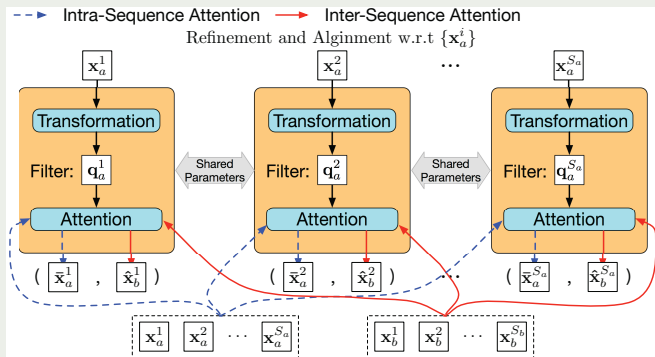 Intra-Sequence Attention Inter-Sequence Attention
Refinement and Alginment w.r.t {x_a^i}
x_a^1 x_a^2 ... x_a^{S_a}
Transformation Transformation Transformation
Filter: q_a^1 Shared Parameters Filter: q_a^2 Shared Parameters Filter: q_a^{S_a}
Attention Attention Attention
( x̄_a^1 , x̂_b^1 ) ( x̄_a^2 , x̂_b^2 ) ... ( x̄_a^{S_a} , x̂_b^{S_a} )
x_a^1 x_a^2 ... x_a^{S_a} x_b^1 x_b^2 ... x_b^{S_b}